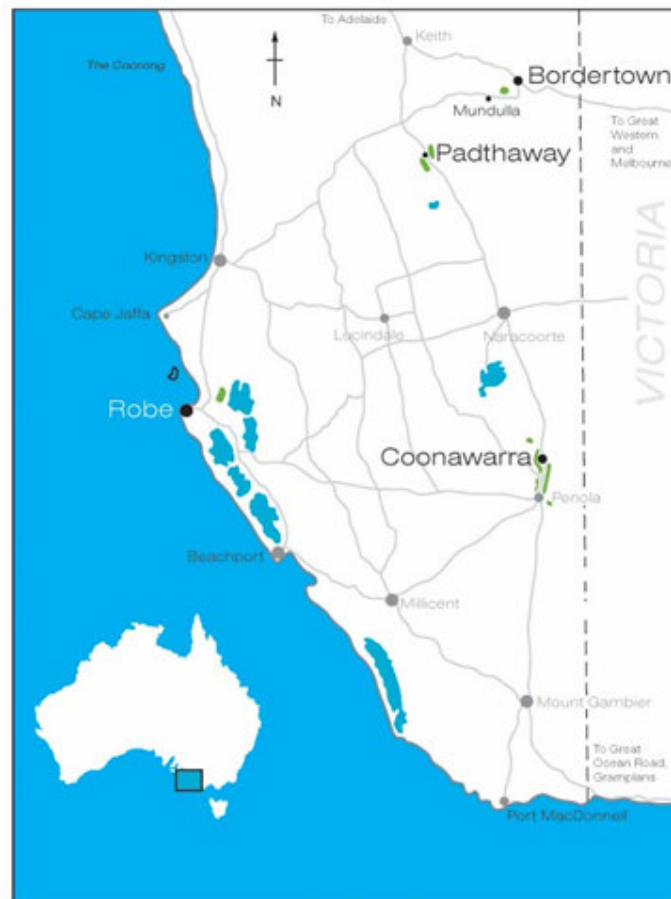 To Adelaide
Keith
The Coorong
N
Bordertown
Mundulla
To Great
Western
and
Melbourne
Padthaway
VICTORIA
Kingston
Cape Jaffa
Lucindale
Naracoorte
Robe
Coonawarra
Penola
Beachport
Millicent
Mount Gambier
To Great
Ocean Road,
Grampians
Port MacDonnell